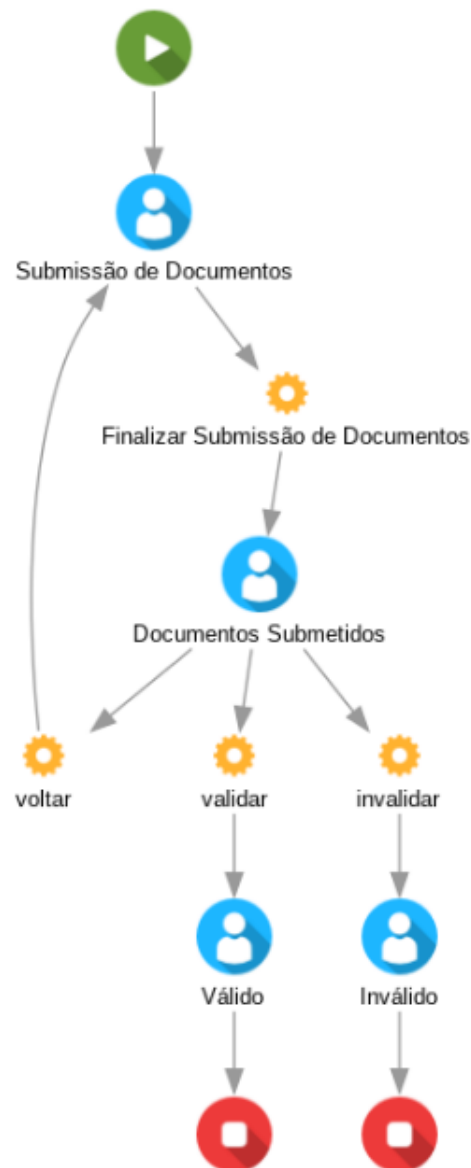 Submissão de Documentos
Finalizar Submissão de Documentos
Documentos Submetidos
voltar
validar
invalidar
Válido
Inválido